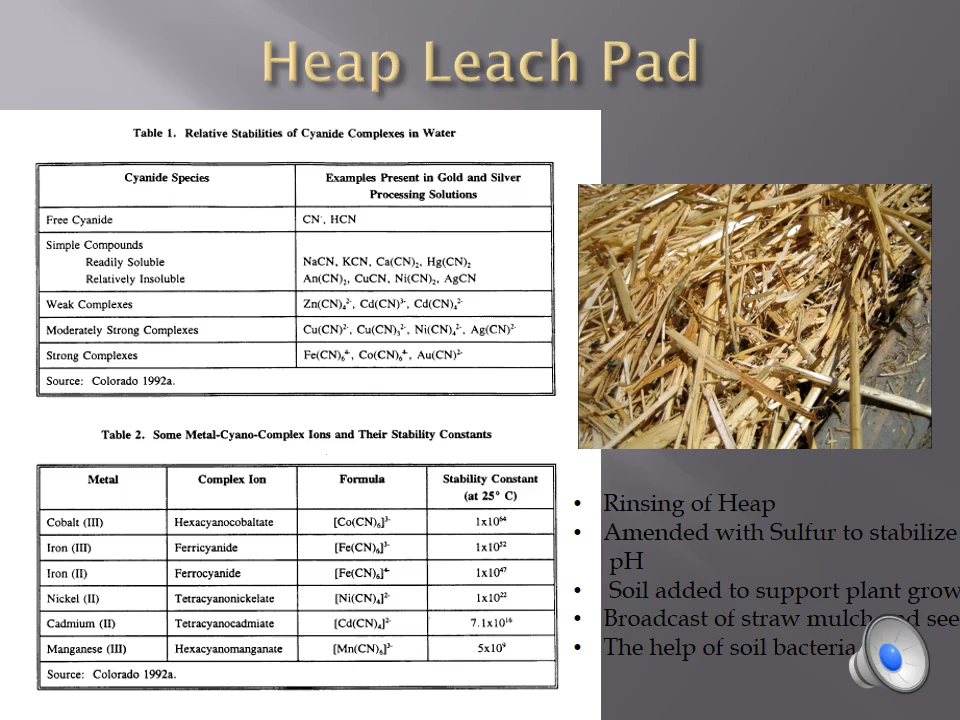 Heap Leach Pad
Table 1. Relative Stabilities of Cyanide Complexes in Water
Cyanide Species Examples Present in Gold and Silver
Processing Solutions
Free Cyanide CN⁻, HCN
Simple Compounds
Readily Soluble NaCN, KCN, Ca(CN)₂, Hg(CN)₂
Relatively Insoluble An(CN)₂, CuCN, Ni(CN)₂, AgCN
Weak Complexes Zn(CN)₄²⁻, Cd(CN)³⁻, Cd(CN)₄²⁻
Moderately Strong Complexes Cu(CN)²⁻, Cu(CN)₃²⁻, Ni(CN)₄²⁻, Ag(CN)²⁻
Strong Complexes Fe(CN)₆⁴⁻, Co(CN)₆⁴⁻, Au(CN)²⁻
Source: Colorado 1992a.
Table 2. Some Metal-Cyano-Complex Ions and Their Stability Constants
Metal Complex Ion Formula Stability Constant
(at 25° C)
Cobalt (III) Hexacyanocobaltate [Co(CN)₆]³⁻ 1x10⁶⁴
Iron (III) Ferricyanide [Fe(CN)₆]³⁻ 1x10⁵²
Iron (II) Ferrocyanide [Fe(CN)₆]⁴⁻ 1x10⁴⁷
Nickel (II) Tetracyanonickelate [Ni(CN)₄]²⁻ 1x10²²
Cadmium (II) Tetracyanocadmiate [Cd(CN)₄]²⁻ 7.1x10¹⁶
Manganese (III) Hexacyanomanganate [Mn(CN)₆]³⁻ 5x10⁹
Source: Colorado 1992a.
• Rinsing of Heap
• Amended with Sulfur to stabilize
pH
• Soil added to support plant grow
• Broadcast of straw mulch and see
• The help of soil bacteria